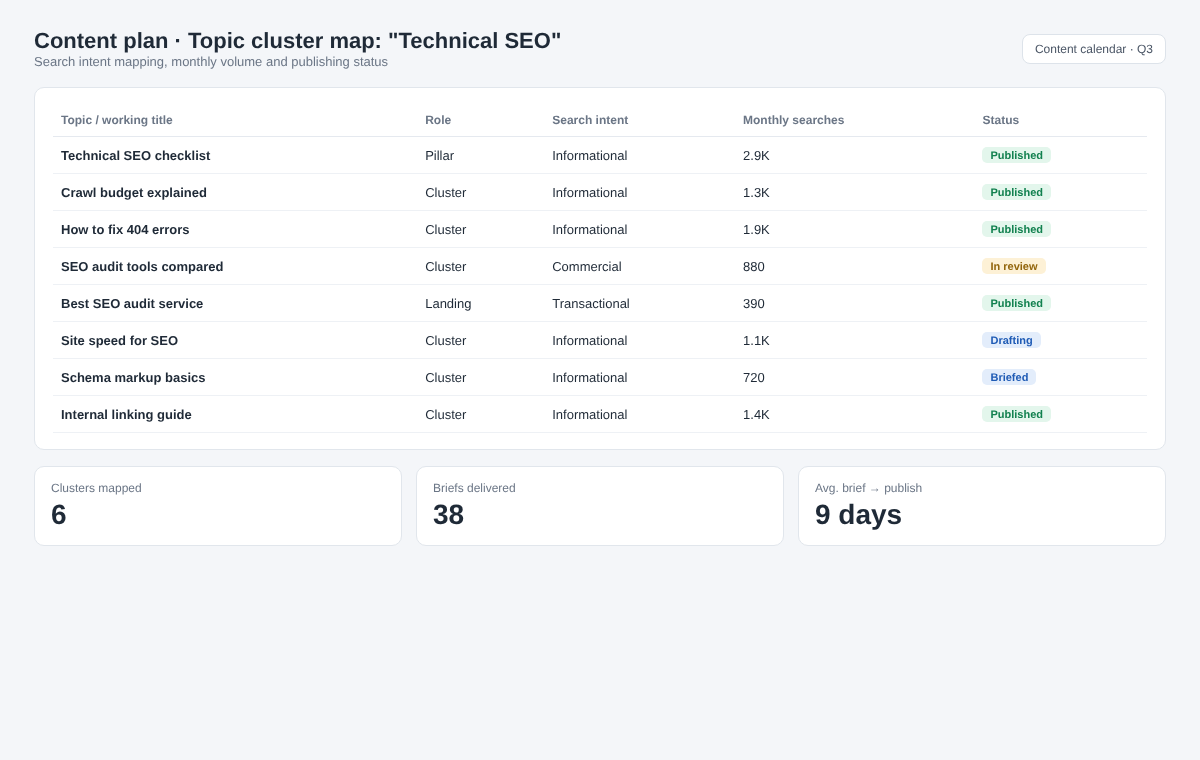 Content plan · Topic cluster map: "Technical SEO"
Search intent mapping, monthly volume and publishing status
Content calendar · Q3
Topic / working title Role Search intent Monthly searches Status
Technical SEO checklist Pillar Informational 2.9K Published
Crawl budget explained Cluster Informational 1.3K Published
How to fix 404 errors Cluster Informational 1.9K Published
SEO audit tools compared Cluster Commercial 880 In review
Best SEO audit service Landing Transactional 390 Published
Site speed for SEO Cluster Informational 1.1K Drafting
Schema markup basics Cluster Informational 720 Briefed
Internal linking guide Cluster Informational 1.4K Published
Clusters mapped
6
Briefs delivered
38
Avg. brief → publish
9 days